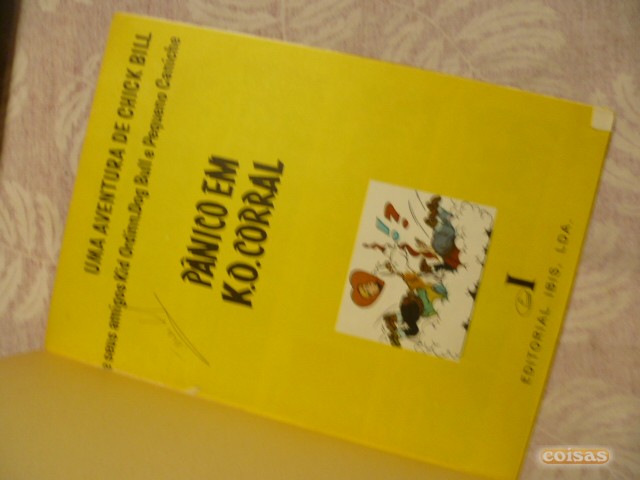 UMA AVENTURA DE CHICK BILL
e seus amigos Kid Ordinn, Dog Bull e Pequeno Caniche
PÂNICO EM
K.O. CORRAL
!?
I
EDITORIAL IBIS, LDA.
coisas